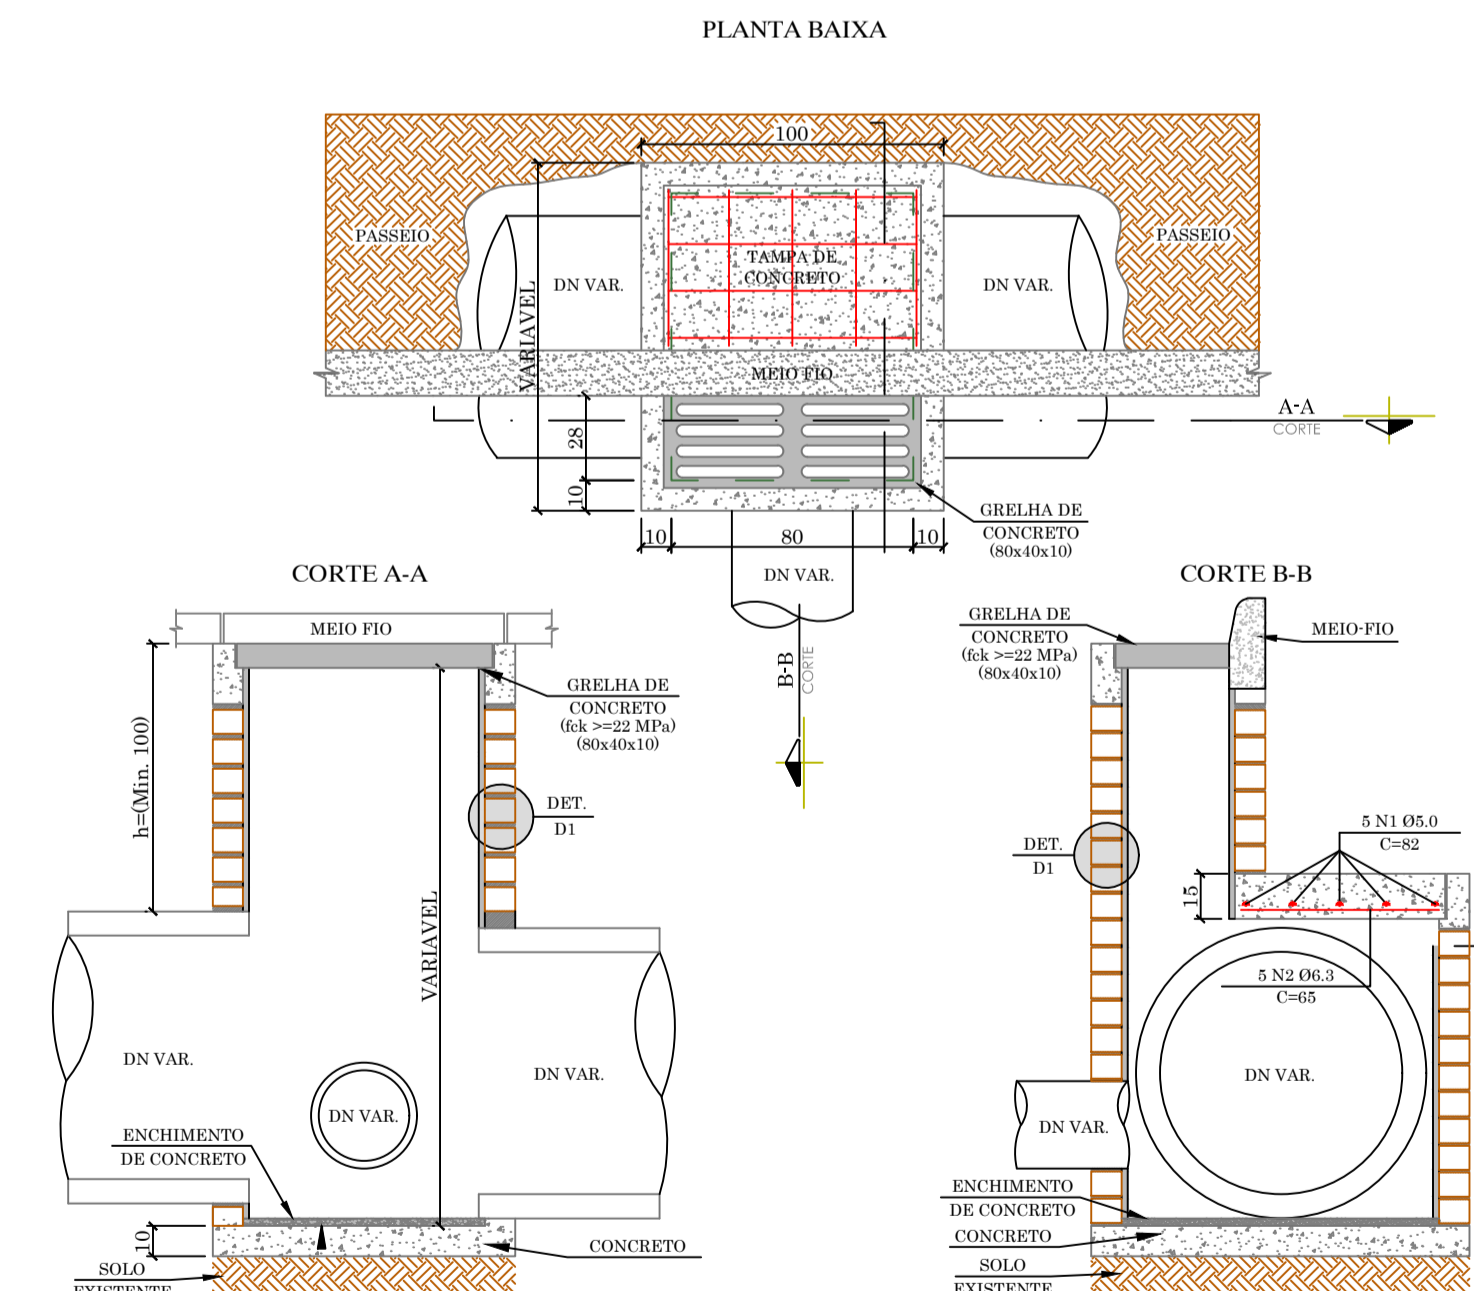 PLANTA BAIXA
100
PASSEIO
PASSEIO
TAMPA DE
CONCRETO
DN VAR.
DN VAR.
VARIAVEL
MEIO FIO
28
10
A-A
CORTE
GRELHA DE
CONCRETO
(80x40x10)
10
80
10
DN VAR.
B-B
CORTE
CORTE A-A
MEIO FIO
GRELHA DE
CONCRETO
(fck >=22 MPa)
(80x40x10)
h=(Min. 100)
DET.
D1
VARIAVEL
DN VAR.
DN VAR.
DN VAR.
ENCHIMENTO
DE CONCRETO
10
CONCRETO
SOLO
EXISTENTE
CORTE B-B
GRELHA DE
CONCRETO
(fck >=22 MPa)
(80x40x10)
MEIO-FIO
5 N1 Ø5.0
C=82
DET.
D1
15
5 N2 Ø6.3
C=65
DN VAR.
DN VAR.
ENCHIMENTO
DE CONCRETO
CONCRETO
SOLO
EXISTENTE